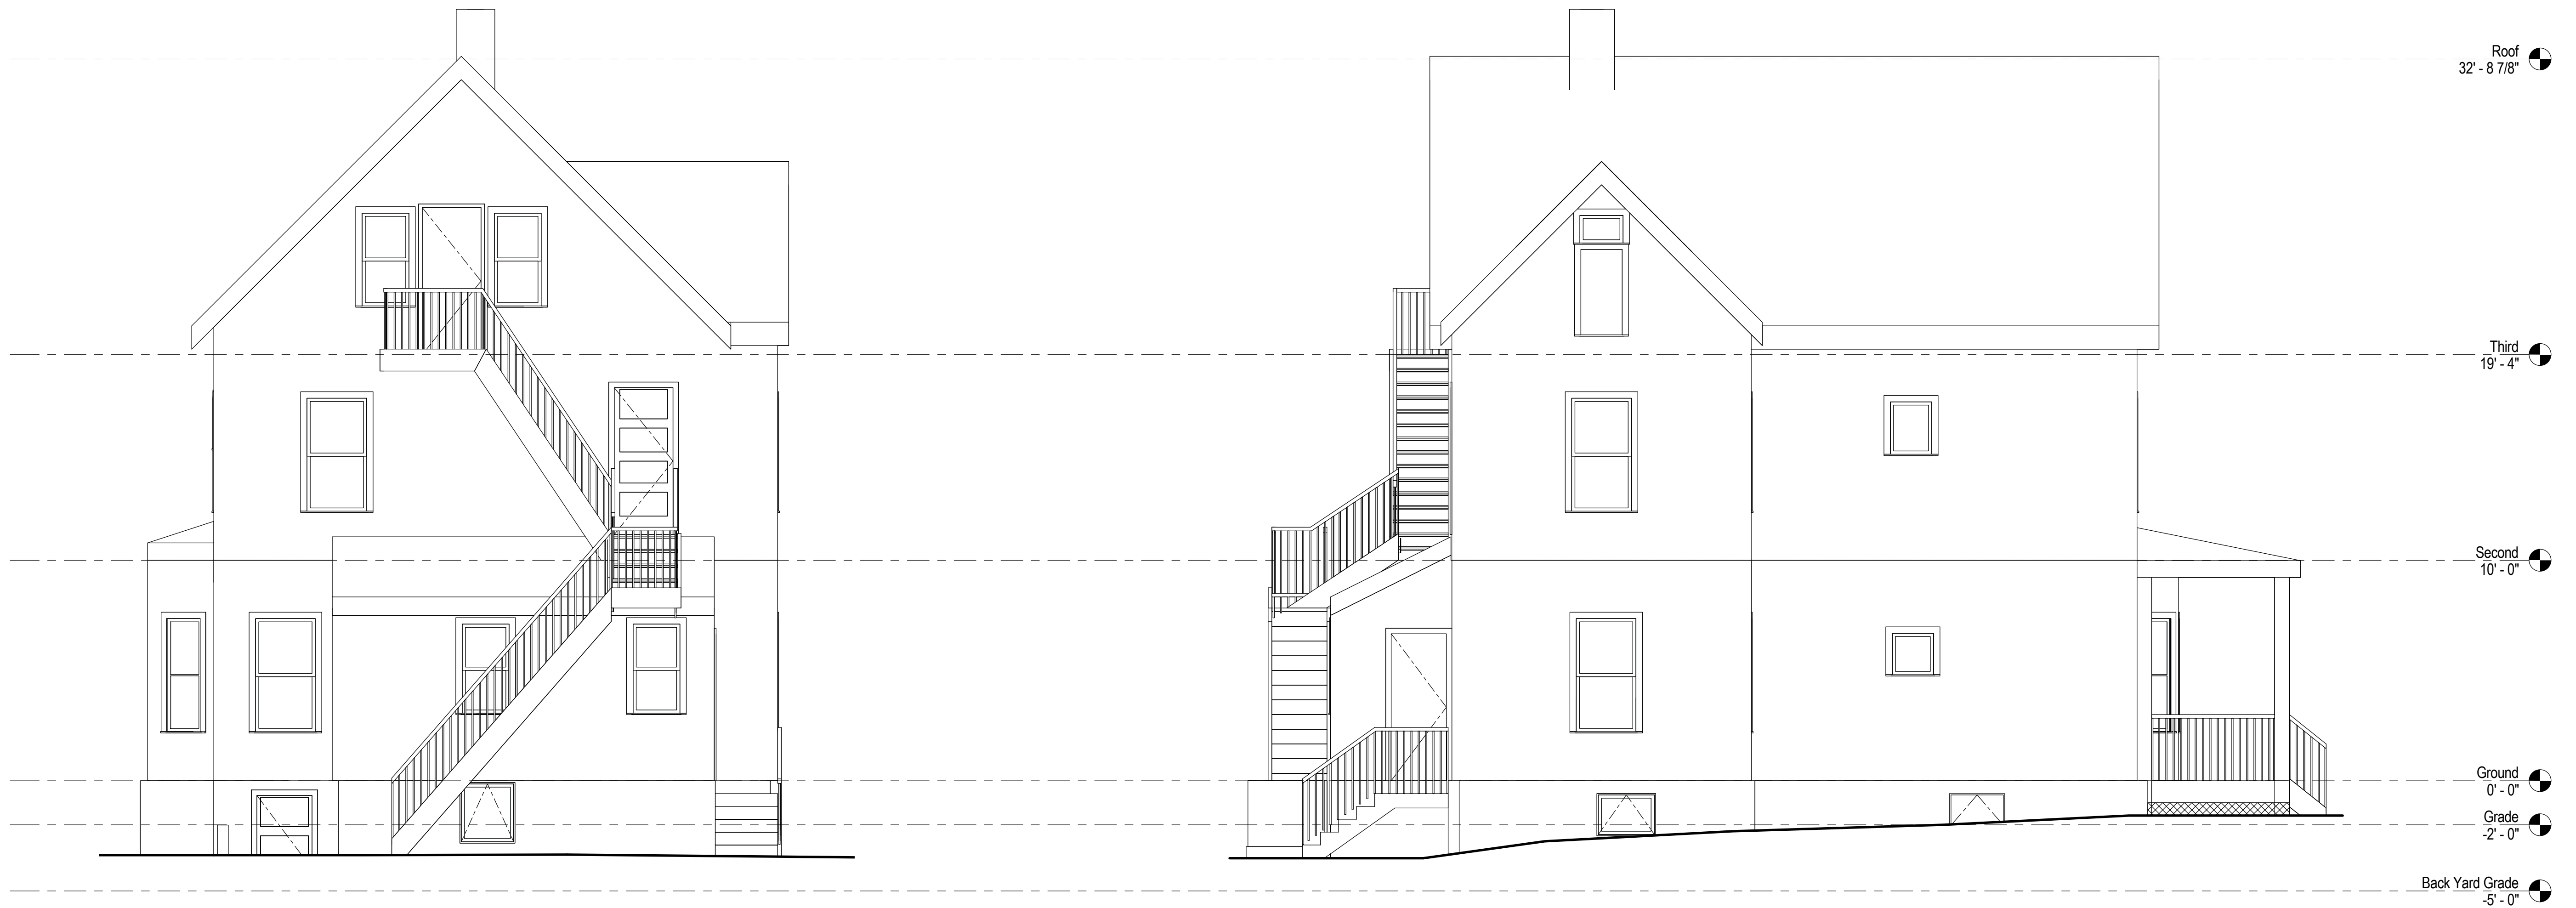 Roof
32' - 8 7/8"
Third
19' - 4"
Second
10' - 0"
Ground
0' - 0"
Grade
-2' - 0"
Back Yard Grade
-5' - 0"